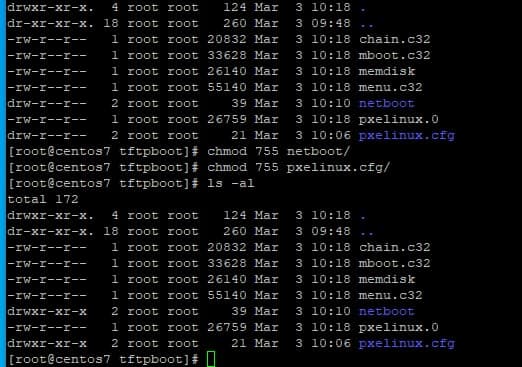 drwxr-xr-x.  4 root root   124 Mar  3 10:18 .
dr-xr-xr-x. 18 root root   260 Mar  3 09:48 ..
-rw-r--r--   1 root root 20832 Mar  3 10:18 chain.c32
-rw-r--r--   1 root root 33628 Mar  3 10:18 mboot.c32
-rw-r--r--   1 root root 26140 Mar  3 10:18 memdisk
-rw-r--r--   1 root root 55140 Mar  3 10:18 menu.c32
drw-r--r--   2 root root    39 Mar  3 10:10 netboot
-rw-r--r--   1 root root 26759 Mar  3 10:18 pxelinux.0
drw-r--r--   2 root root    21 Mar  3 10:06 pxelinux.cfg
[root@centos7 tftpboot]# chmod 755 netboot/
[root@centos7 tftpboot]# chmod 755 pxelinux.cfg/
[root@centos7 tftpboot]# ls -al
total 172
drwxr-xr-x.  4 root root   124 Mar  3 10:18 .
dr-xr-xr-x. 18 root root   260 Mar  3 09:48 ..
-rw-r--r--   1 root root 20832 Mar  3 10:18 chain.c32
-rw-r--r--   1 root root 33628 Mar  3 10:18 mboot.c32
-rw-r--r--   1 root root 26140 Mar  3 10:18 memdisk
-rw-r--r--   1 root root 55140 Mar  3 10:18 menu.c32
drwxr-xr-x   2 root root    39 Mar  3 10:10 netboot
-rw-r--r--   1 root root 26759 Mar  3 10:18 pxelinux.0
drwxr-xr-x   2 root root    21 Mar  3 10:06 pxelinux.cfg
[root@centos7 tftpboot]#